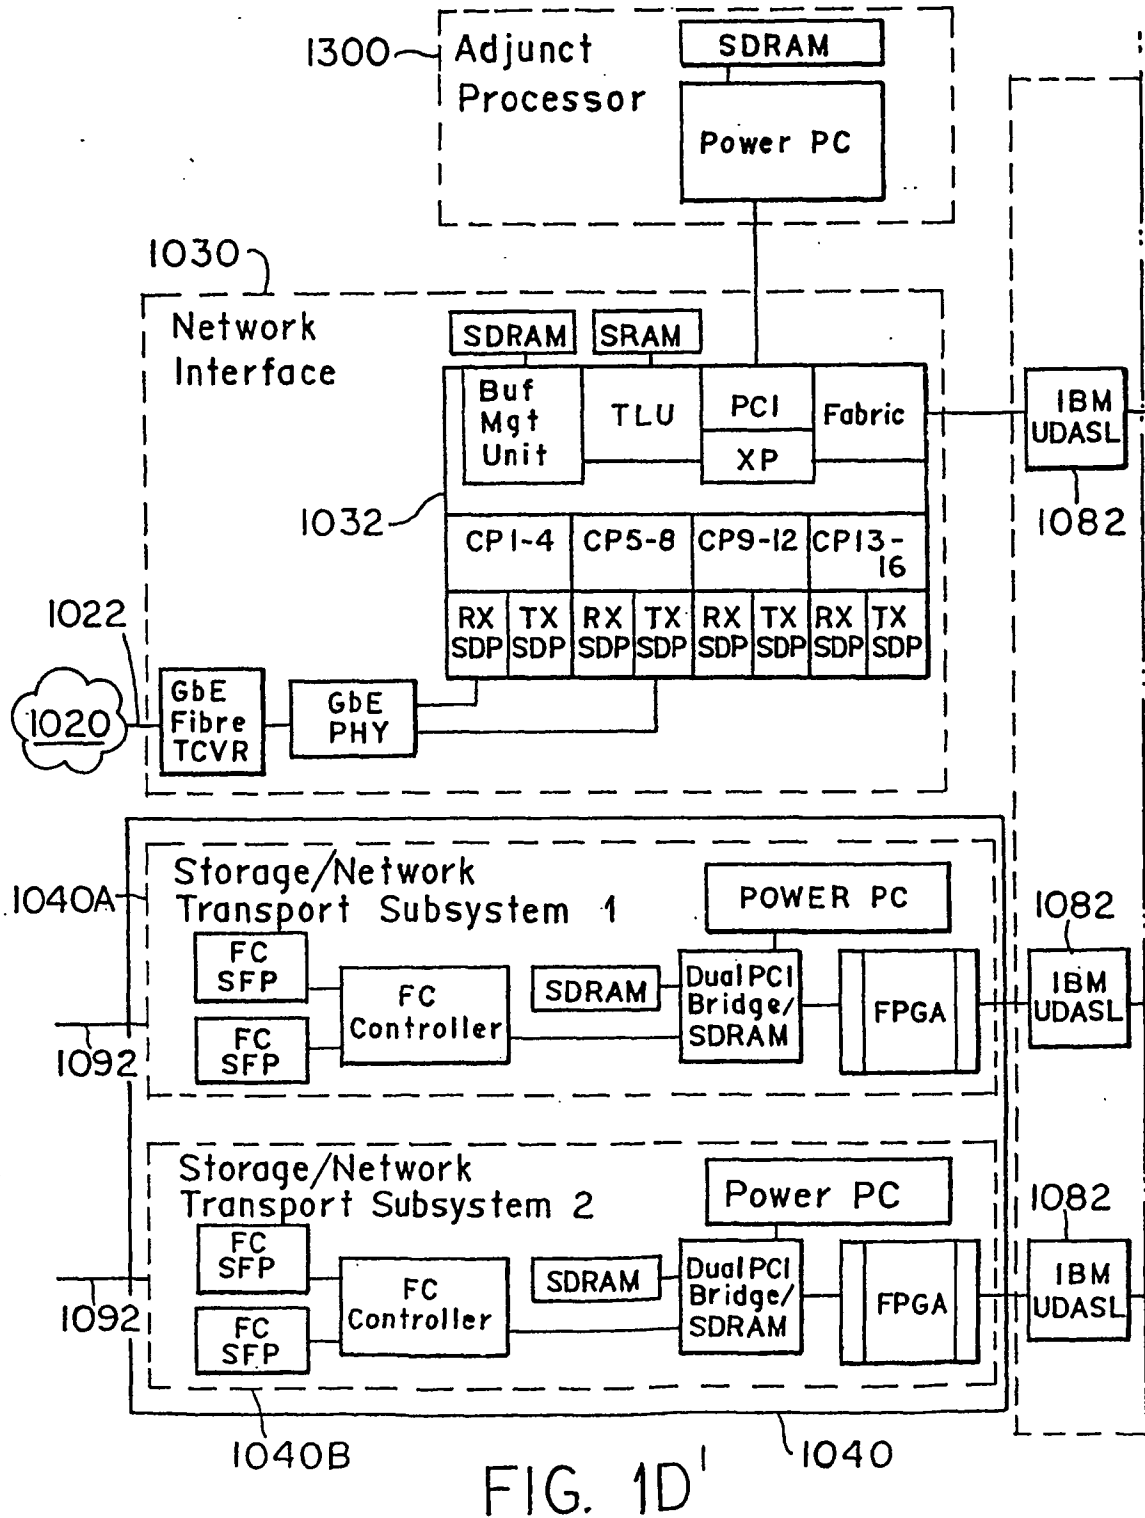 1300
Adjunct
Processor
SDRAM
Power PC
1030
Network
Interface
SDRAM
SRAM
Buf
Mgt
Unit
TLU
PCI
XP
Fabric
IBM
UDASL
1082
1032
CP1-4
CP5-8
CP9-12
CP13-
16
RX
SDP
TX
SDP
RX
SDP
TX
SDP
RX
SDP
TX
SDP
RX
SDP
TX
SDP
1022
1020
GbE
Fibre
TCVR
GbE
PHY
1040A
Storage/Network
Transport Subsystem 1
POWER PC
1082
FC
SFP
FC
SFP
FC
Controller
SDRAM
Dual PCI
Bridge/
SDRAM
FPGA
IBM
UDASL
1092
Storage/Network
Transport Subsystem 2
Power PC
1082
FC
SFP
FC
SFP
FC
Controller
SDRAM
Dual PCI
Bridge/
SDRAM
FPGA
IBM
UDASL
1092
1040B
1040
FIG. 1D'